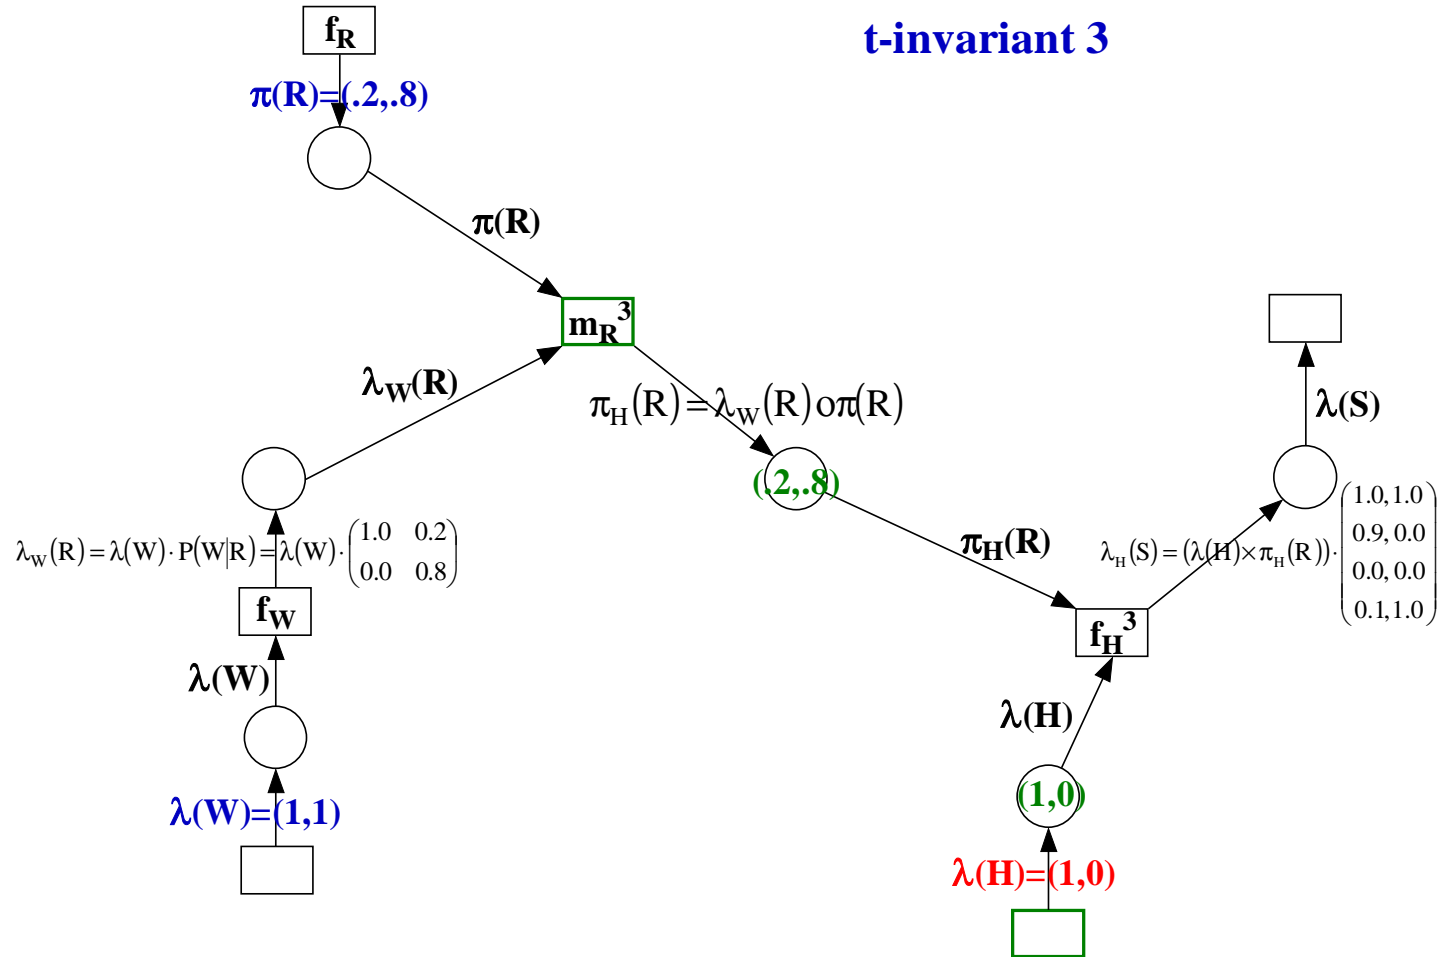 f_R
t-invariant 3
π(R)=(.2,.8)
π(R)
m_R^3
λ_W(R)
π_H(R)=λ_W(R)oπ(R)
λ(S)
(.2,.8)
λ_W(R)=λ(W)·P(W|R)=λ(W)·(1.0 0.2
0.0 0.8)
π_H(R)
λ_H(S)=(λ(H)×π_H(R))·(1.0,1.0
0.9,0.0
0.0,0.0
0.1,1.0)
f_W
f_H^3
λ(W)
λ(H)
(1,0)
λ(W)=(1,1)
λ(H)=(1,0)